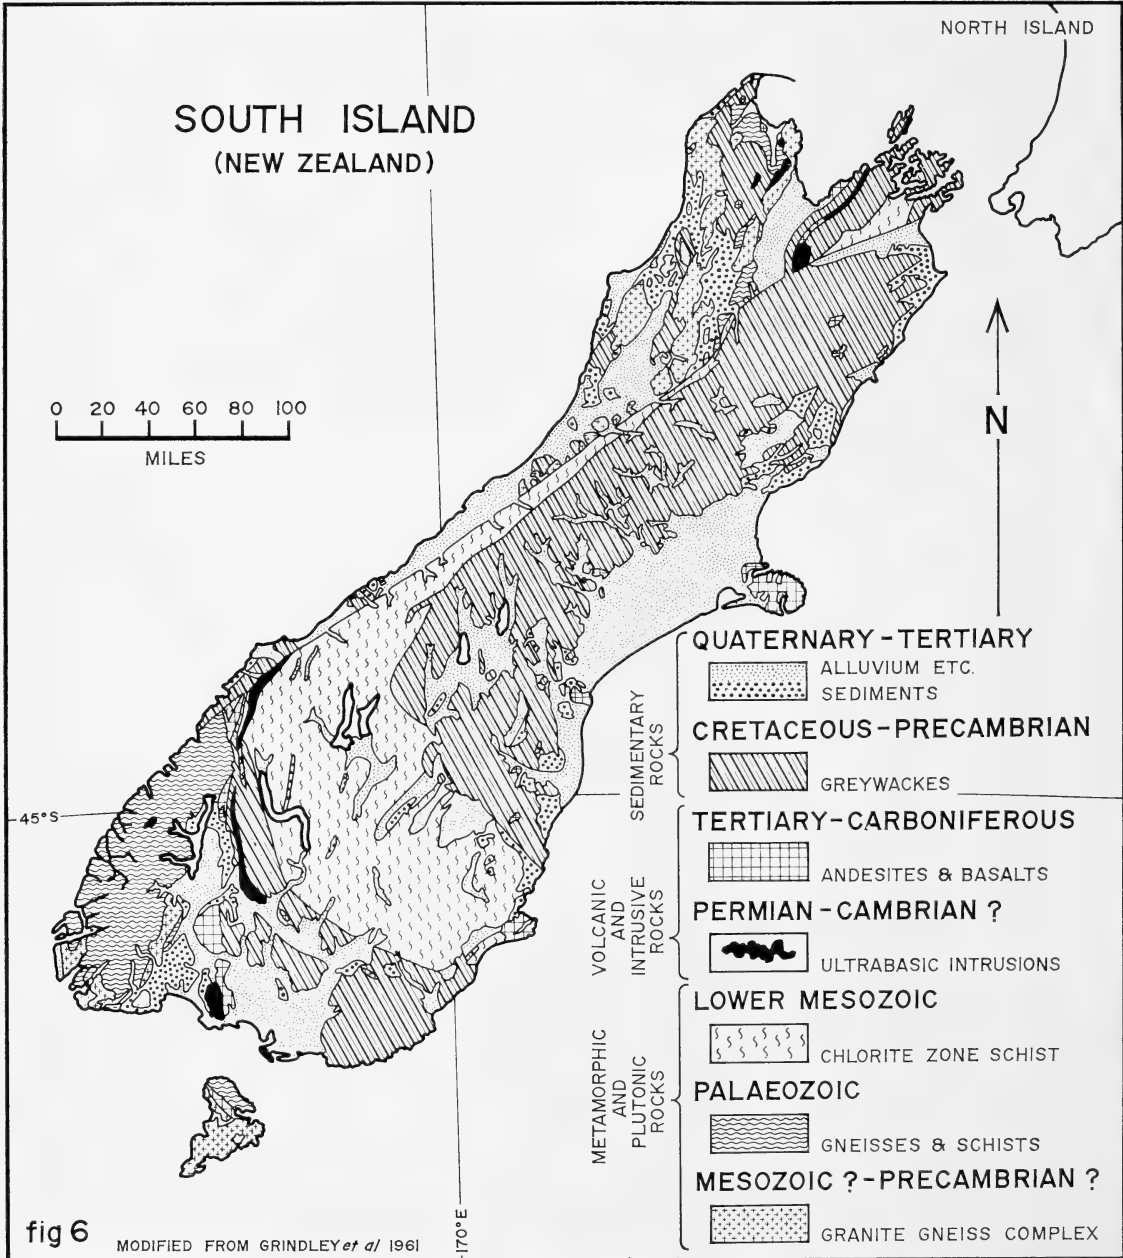 NORTH ISLAND
SOUTH ISLAND
(NEW ZEALAND)
0 20 40 60 80 100
MILES
N
45°S
170°E
SEDIMENTARY
ROCKS
QUATERNARY-TERTIARY
ALLUVIUM ETC.
SEDIMENTS
CRETACEOUS-PRECAMBRIAN
GREYWACKES
VOLCANIC
AND
INTRUSIVE
ROCKS
TERTIARY-CARBONIFEROUS
ANDESITES & BASALTS
PERMIAN-CAMBRIAN ?
ULTRABASIC INTRUSIONS
METAMORPHIC
AND
PLUTONIC
ROCKS
LOWER MESOZOIC
CHLORITE ZONE SCHIST
PALAEOZOIC
GNEISSES & SCHISTS
MESOZOIC ?-PRECAMBRIAN ?
GRANITE GNEISS COMPLEX
fig 6
MODIFIED FROM GRINDLEY et al 1961